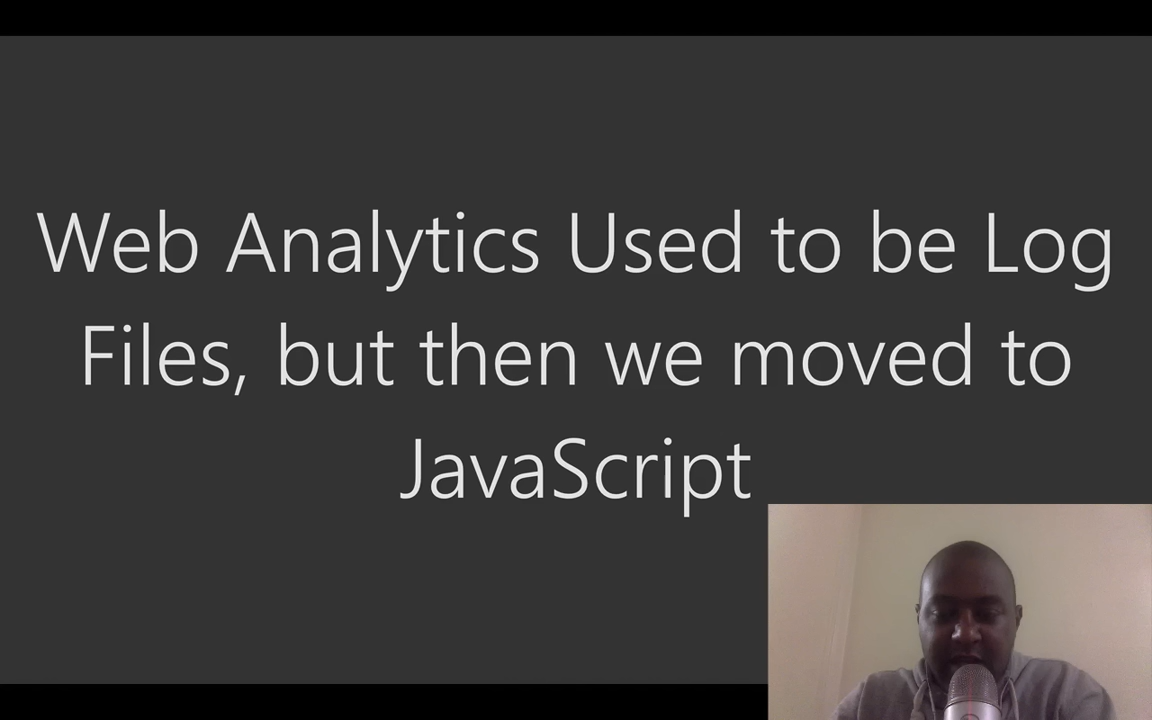 Web Analytics Used to be Log
Files, but then we moved to
JavaScript